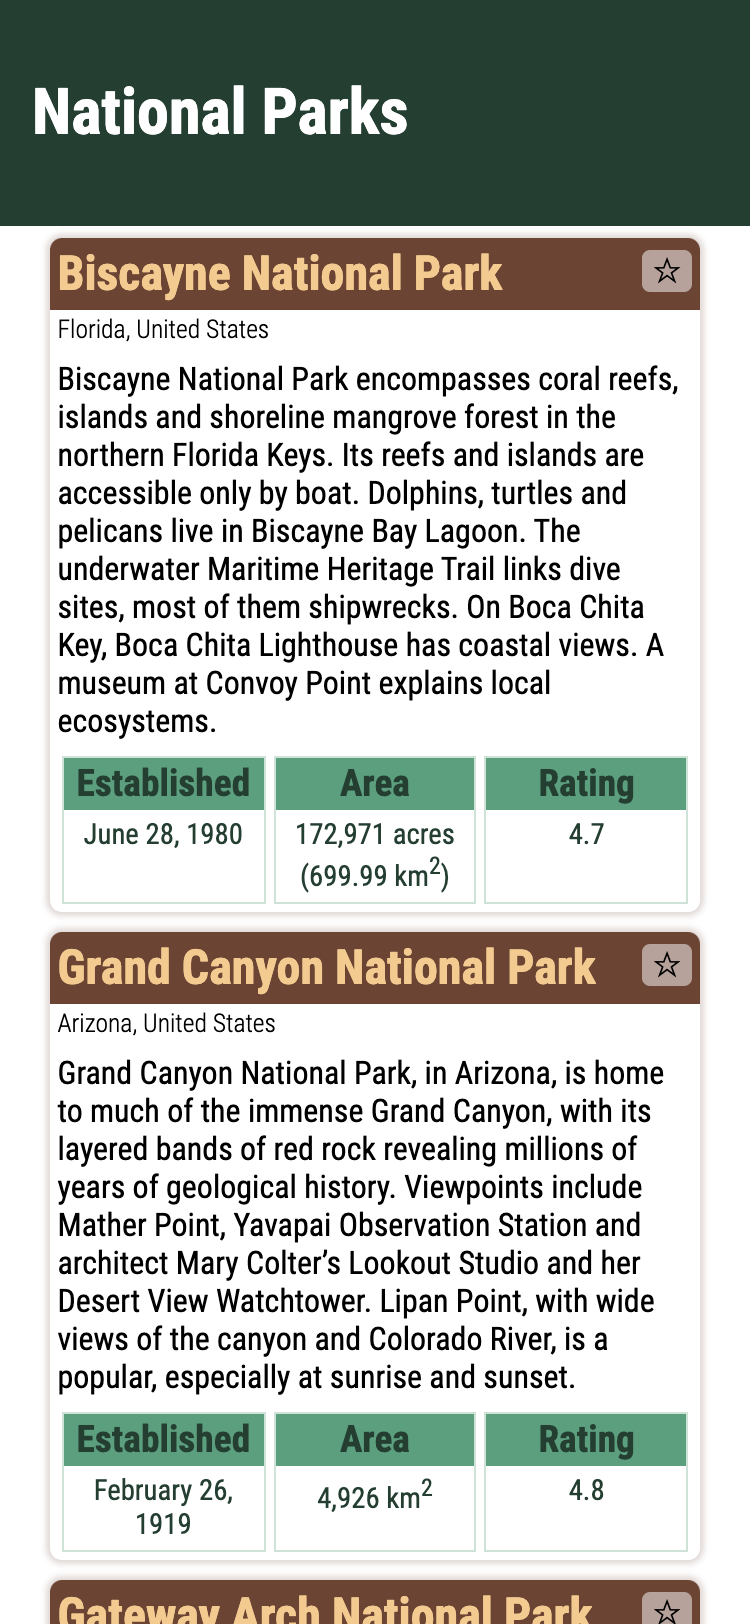 National Parks
Biscayne National Park
Florida, United States
Biscayne National Park encompasses coral reefs,
islands and shoreline mangrove forest in the
northern Florida Keys. Its reefs and islands are
accessible only by boat. Dolphins, turtles and
pelicans live in Biscayne Bay Lagoon. The
underwater Maritime Heritage Trail links dive
sites, most of them shipwrecks. On Boca Chita
Key, Boca Chita Lighthouse has coastal views. A
museum at Convoy Point explains local
ecosystems.
Established Area Rating
June 28, 1980 172,971 acres 4.7
(699.99 km²)
Grand Canyon National Park
Arizona, United States
Grand Canyon National Park, in Arizona, is home
to much of the immense Grand Canyon, with its
layered bands of red rock revealing millions of
years of geological history. Viewpoints include
Mather Point, Yavapai Observation Station and
architect Mary Colter’s Lookout Studio and her
Desert View Watchtower. Lipan Point, with wide
views of the canyon and Colorado River, is a
popular, especially at sunrise and sunset.
Established Area Rating
February 26, 4,926 km² 4.8
1919
Gateway Arch National Park